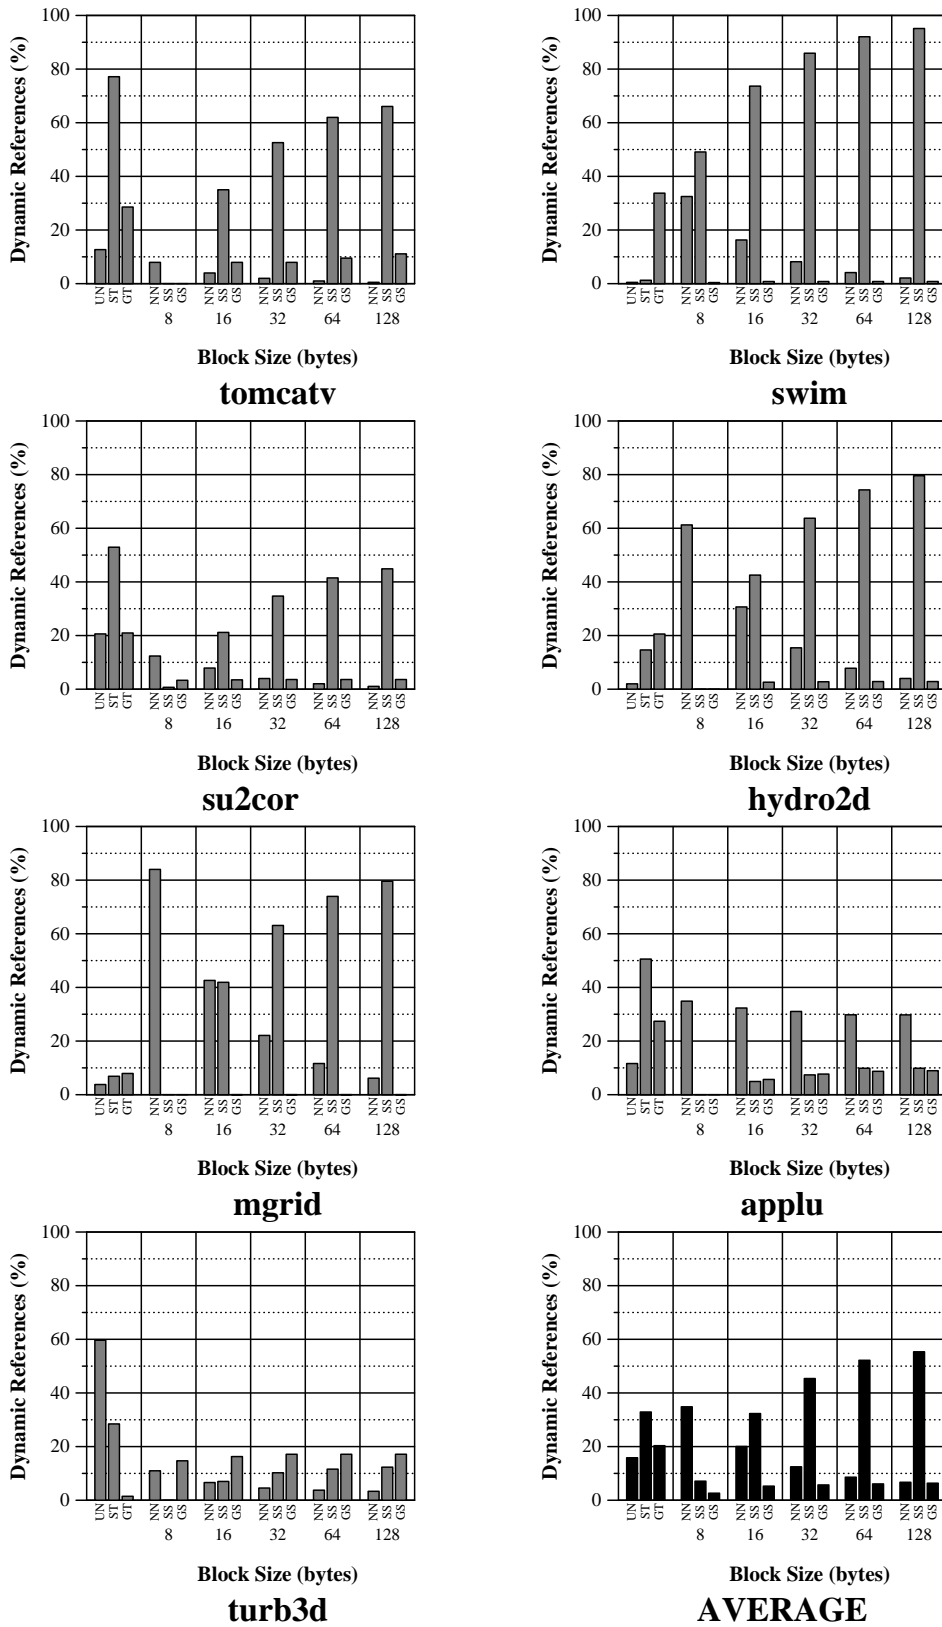 Dynamic References (%)
100
80
60
40
20
0
UN ST GT NN SS GS NN SS GS NN SS GS NN SS GS NN SS GS
8 16 32 64 128
Block Size (bytes)
tomcatv
Dynamic References (%)
100
80
60
40
20
0
UN ST GT NN SS GS NN SS GS NN SS GS NN SS GS NN SS GS
8 16 32 64 128
Block Size (bytes)
swim
Dynamic References (%)
100
80
60
40
20
0
UN ST GT NN SS GS NN SS GS NN SS GS NN SS GS NN SS GS
8 16 32 64 128
Block Size (bytes)
su2cor
Dynamic References (%)
100
80
60
40
20
0
UN ST GT NN SS GS NN SS GS NN SS GS NN SS GS NN SS GS
8 16 32 64 128
Block Size (bytes)
hydro2d
Dynamic References (%)
100
80
60
40
20
0
UN ST GT NN SS GS NN SS GS NN SS GS NN SS GS NN SS GS
8 16 32 64 128
Block Size (bytes)
mgrid
Dynamic References (%)
100
80
60
40
20
0
UN ST GT NN SS GS NN SS GS NN SS GS NN SS GS NN SS GS
8 16 32 64 128
Block Size (bytes)
applu
Dynamic References (%)
100
80
60
40
20
0
UN ST GT NN SS GS NN SS GS NN SS GS NN SS GS NN SS GS
8 16 32 64 128
Block Size (bytes)
turb3d
Dynamic References (%)
100
80
60
40
20
0
UN ST GT NN SS GS NN SS GS NN SS GS NN SS GS NN SS GS
8 16 32 64 128
Block Size (bytes)
AVERAGE